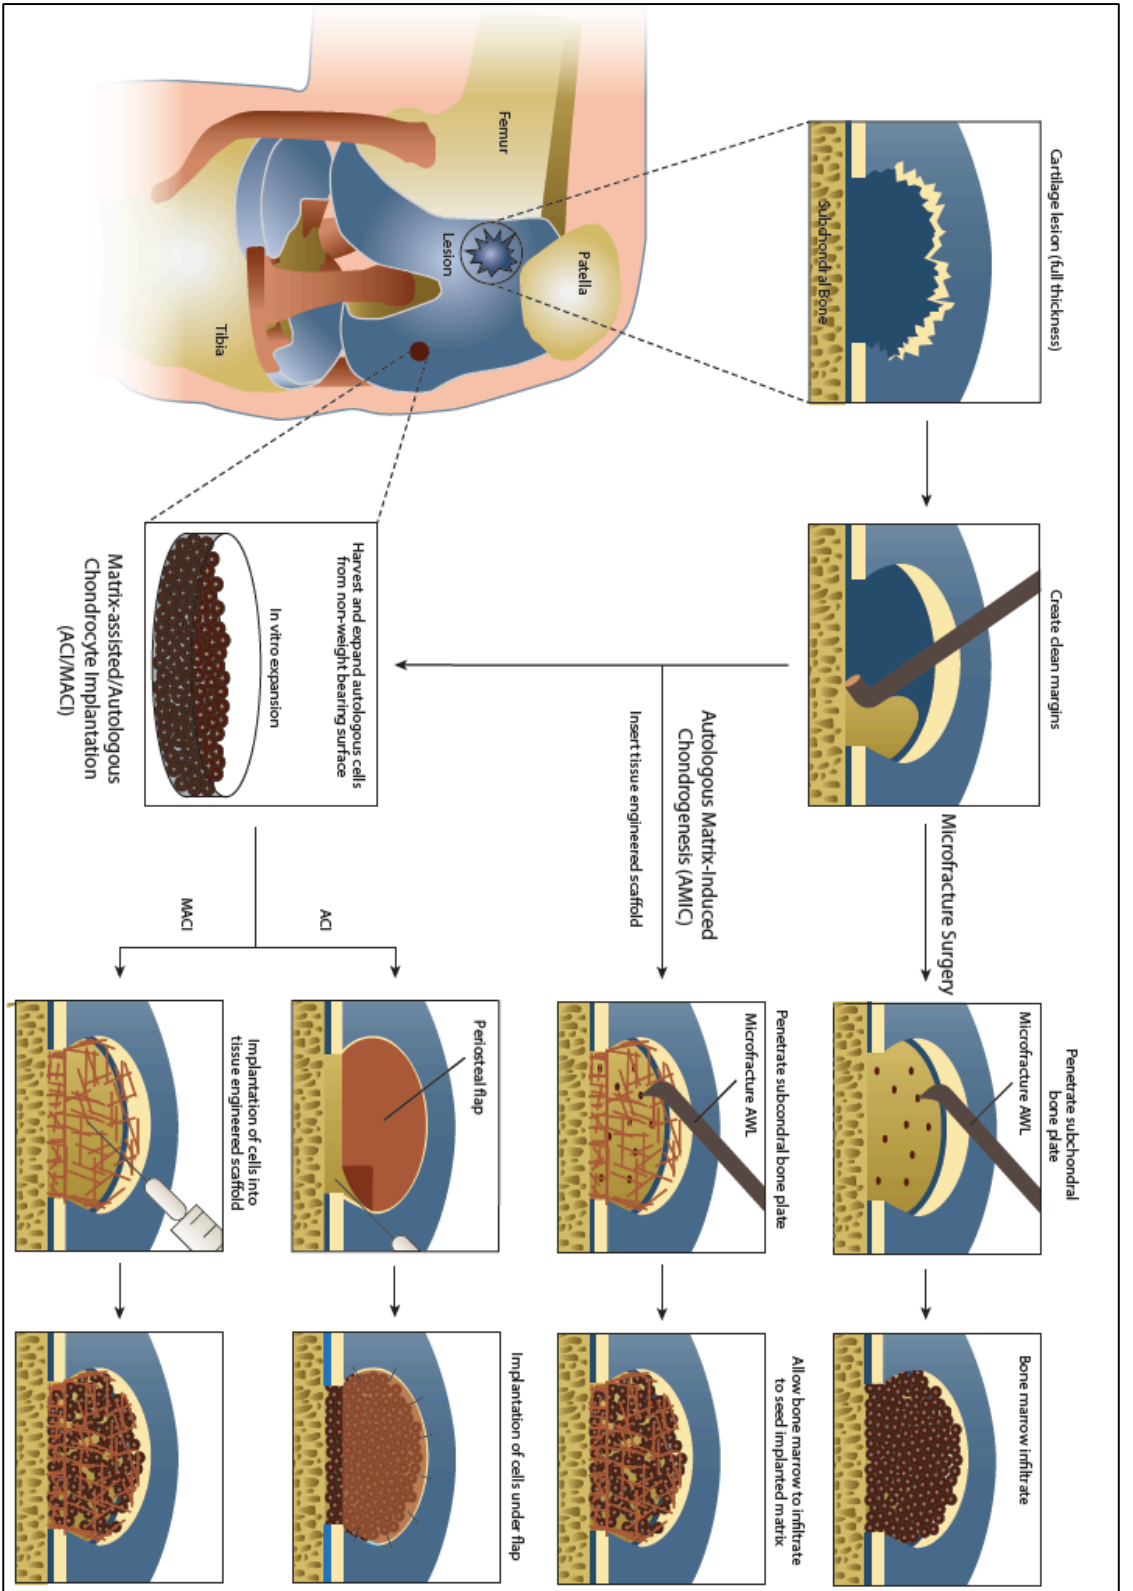 Cartilage lesion (full thickness)
Subchondral Bone
Femur
Patella
Lesion
Tibia
Create clean margins
Microfracture Surgery
Penetrate subchondral
bone plate
Microfracture AWL
Bone marrow infiltrate
Autologous Matrix-Induced
Chondrogenesis (AMIC)
Insert tissue engineered scaffold
Penetrate subcondral bone plate
Microfracture AWL
Allow bone marrow to infiltrate
to seed implanted matrix
Harvest and expand autologous cells
from non-weight bearing surface
In vitro expansion
Matrix-assisted/Autologous
Chondrocyte Implantation
(ACI/MACI)
ACI
Periosteal flap
Implantation of cells under flap
MACI
Implantation of cells into
tissue engineered scaffold